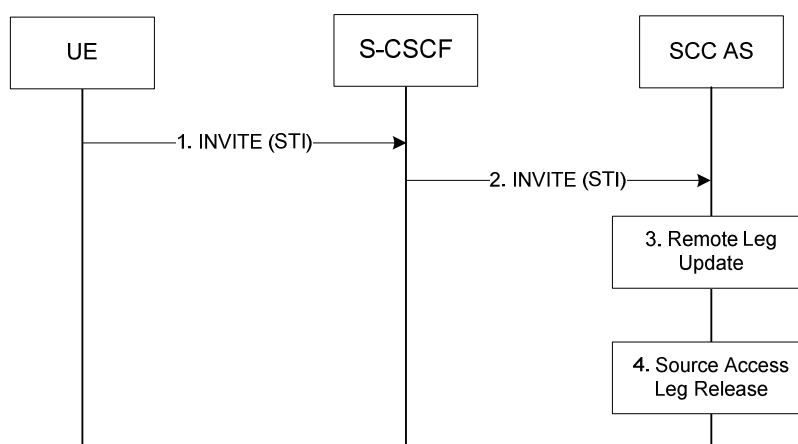 UE
S-CSCF
SCC AS
1. INVITE (STI)
2. INVITE (STI)
3. Remote Leg
Update
4. Source Access
Leg Release